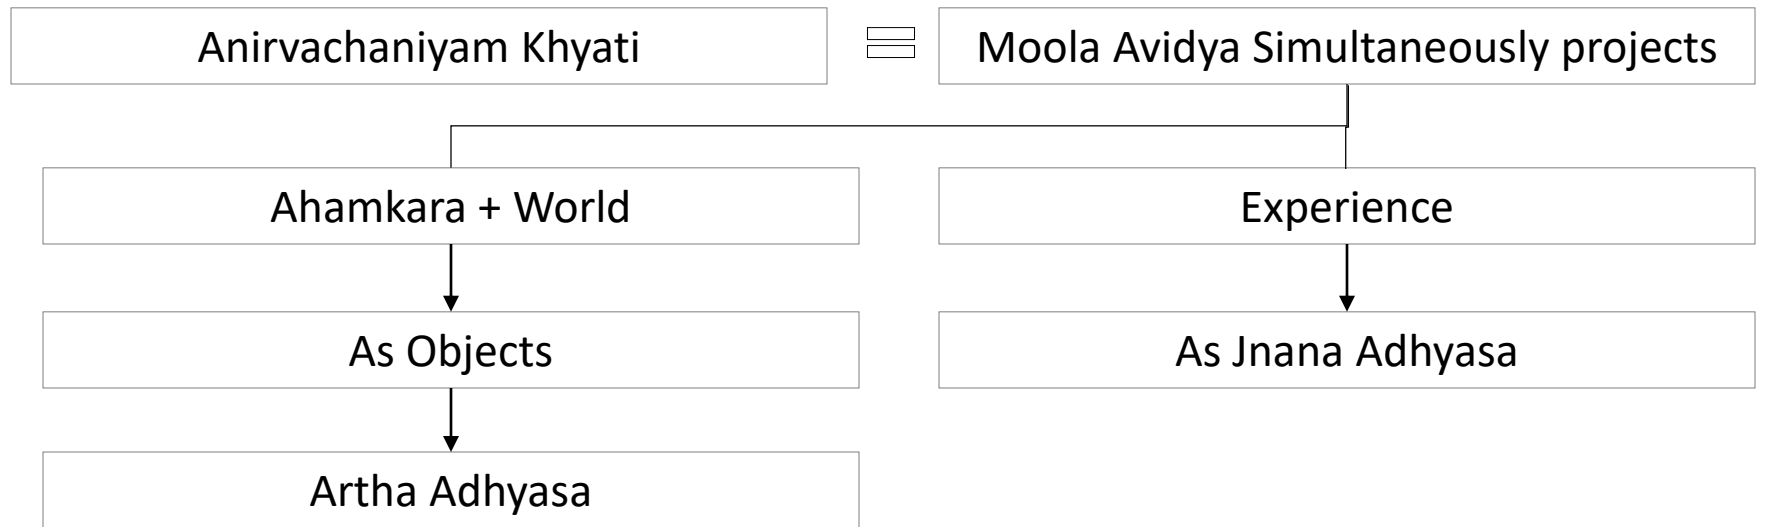 Anirvachaniyam Khyati
Moola Avidya Simultaneously projects
Ahamkara + World
Experience
As Objects
As Jnana Adhyasa
Artha Adhyasa